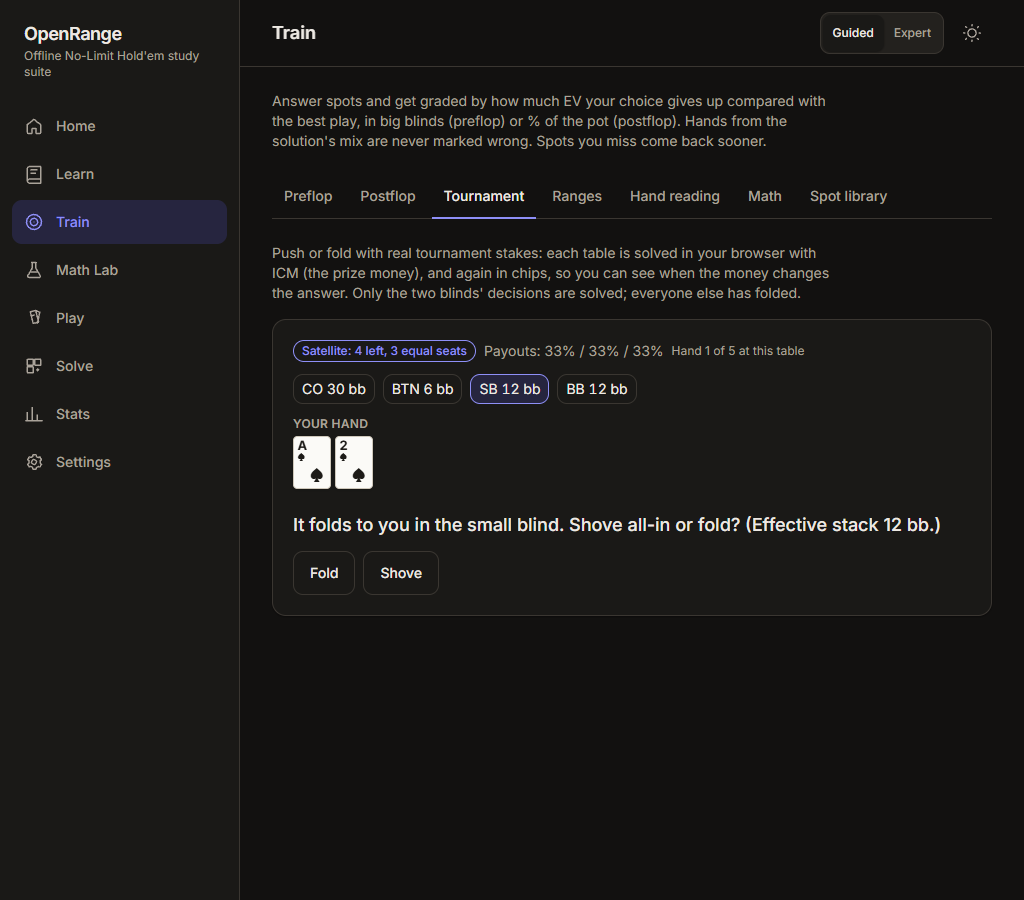 OpenRange
Offline No-Limit Hold'em study
suite
Home
Learn
Train
Math Lab
Play
Solve
Stats
Settings
Train
Guided
Expert
Answer spots and get graded by how much EV your choice gives up compared with
the best play, in big blinds (preflop) or % of the pot (postflop). Hands from the
solution's mix are never marked wrong. Spots you miss come back sooner.
Preflop
Postflop
Tournament
Ranges
Hand reading
Math
Spot library
Push or fold with real tournament stakes: each table is solved in your browser with
ICM (the prize money), and again in chips, so you can see when the money changes
the answer. Only the two blinds' decisions are solved; everyone else has folded.
Satellite: 4 left, 3 equal seats
Payouts: 33% / 33% / 33%
Hand 1 of 5 at this table
CO 30 bb
BTN 6 bb
SB 12 bb
BB 12 bb
YOUR HAND
A
2
It folds to you in the small blind. Shove all-in or fold? (Effective stack 12 bb.)
Fold
Shove